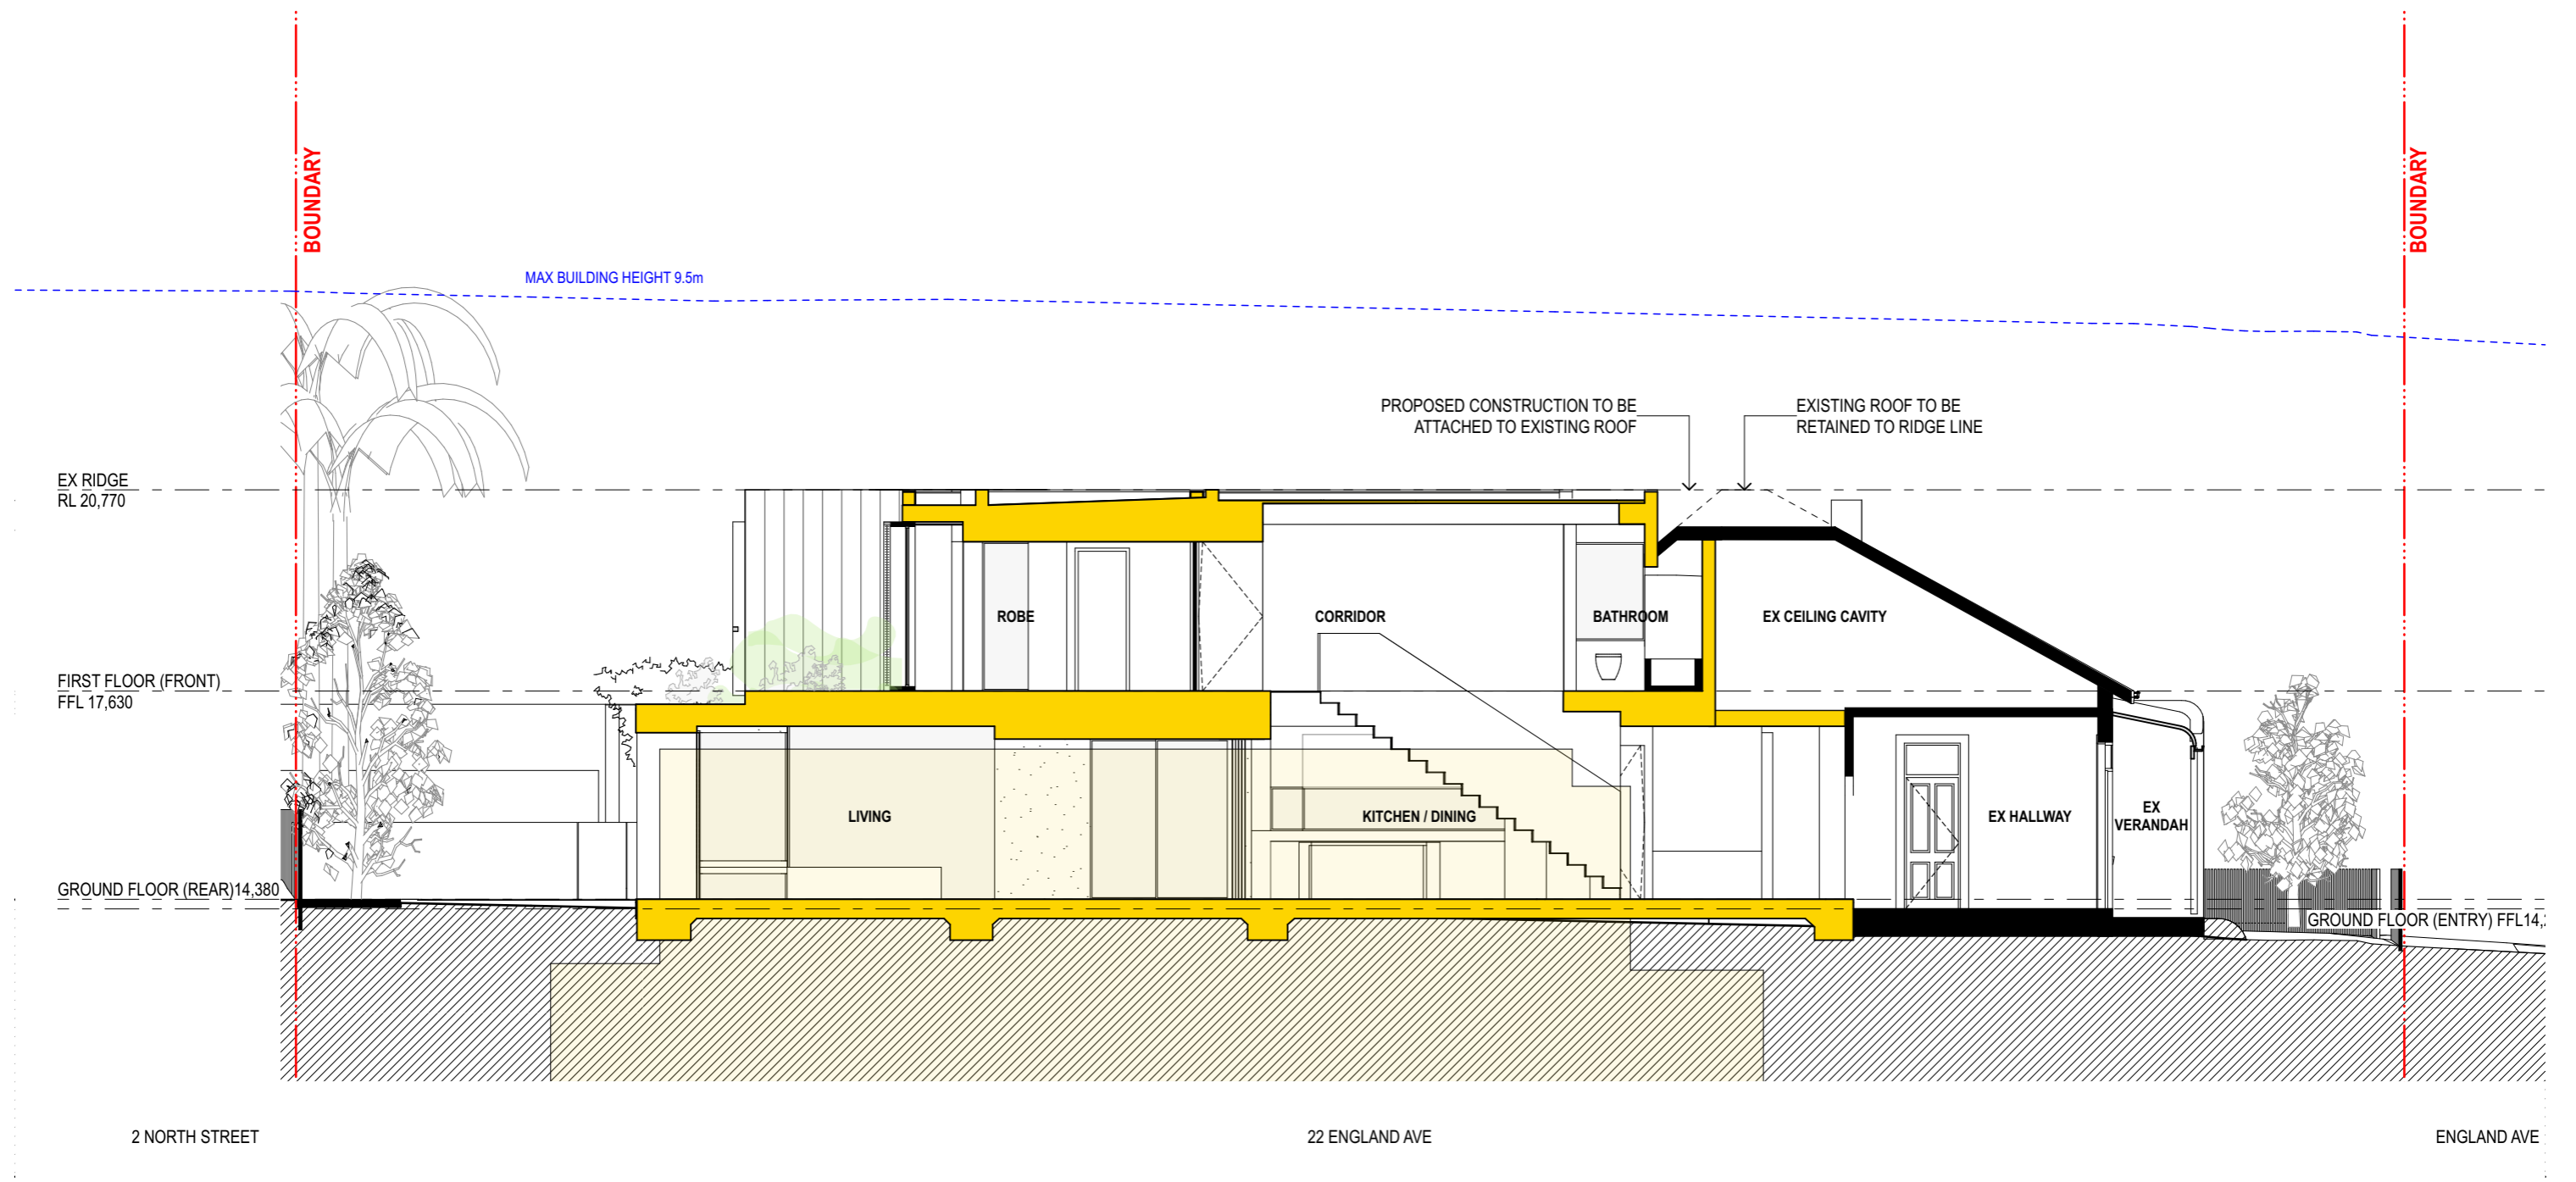 BOUNDARY
BOUNDARY
MAX BUILDING HEIGHT 9.5m
PROPOSED CONSTRUCTION TO BE
ATTACHED TO EXISTING ROOF
EXISTING ROOF TO BE
RETAINED TO RIDGE LINE
EX RIDGE
RL 20,770
ROBE
CORRIDOR
BATHROOM
EX CEILING CAVITY
FIRST FLOOR (FRONT)
FFL 17,630
LIVING
KITCHEN / DINING
EX HALLWAY
EX
VERANDAH
GROUND FLOOR (REAR)14,380
GROUND FLOOR (ENTRY)
2 NORTH STREET
22 ENGLAND AVE
ENGLAND AVE